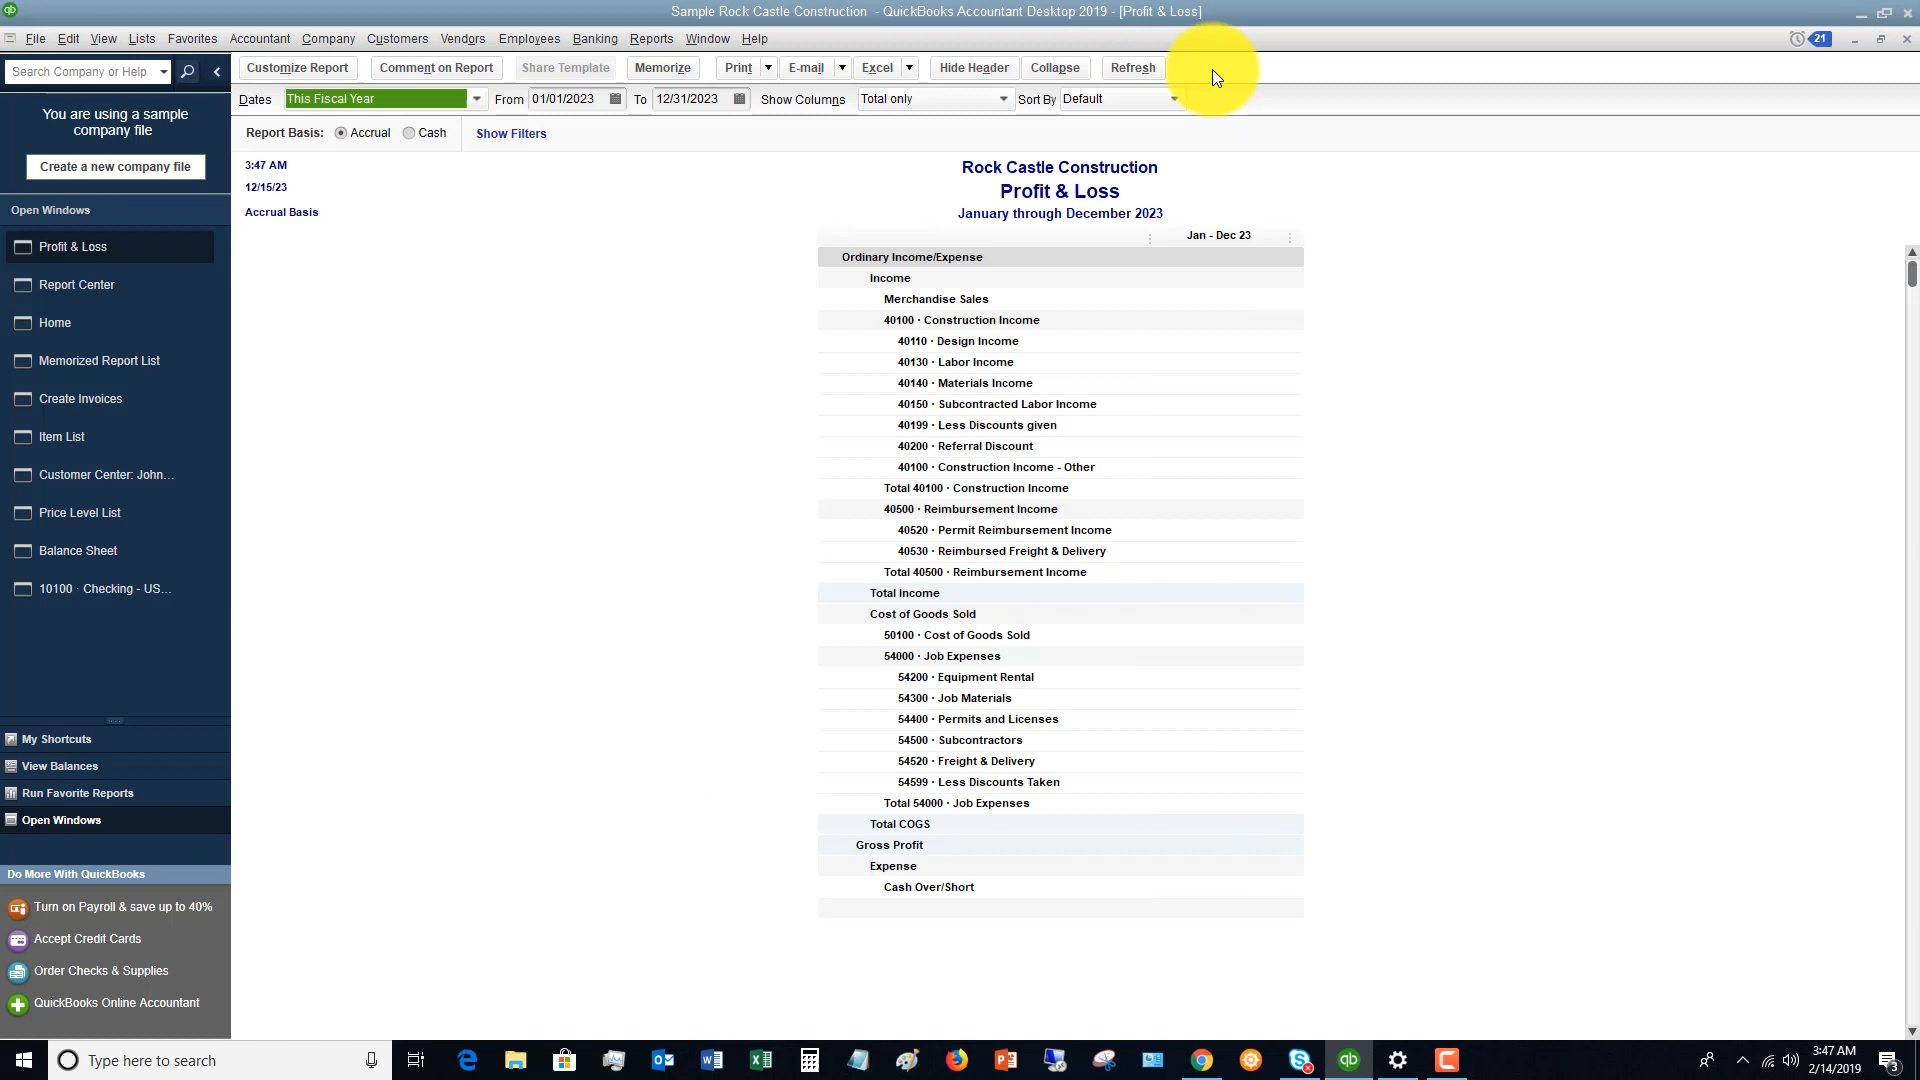 Sample Rock Castle Construction - QuickBooks Accountant Desktop 2019 - [Profit & Loss]
File Edit View Lists Favorites Accountant Company Customers Vendors Employees Banking Reports Window Help
21
Search Company or Help
Customize Report Comment on Report Share Template Memorize Print E-mail Excel Hide Header Collapse Refresh
Dates This Fiscal Year From 01/01/2023 To 12/31/2023 Show Columns Total only Sort By Default
Report Basis: Accrual Cash Show Filters
You are using a sample
company file
Create a new company file
Open Windows
Profit & Loss
Report Center
Home
Memorized Report List
Create Invoices
Item List
Customer Center: John...
Price Level List
Balance Sheet
10100 · Checking - US...
My Shortcuts
View Balances
Run Favorite Reports
Open Windows
Do More With QuickBooks
Turn on Payroll & save up to 40%
Accept Credit Cards
Order Checks & Supplies
QuickBooks Online Accountant
3:47 AM
12/15/23
Accrual Basis
Rock Castle Construction
Profit & Loss
January through December 2023
Jan - Dec 23
Ordinary Income/Expense
Income
Merchandise Sales
40100 · Construction Income
40110 · Design Income
40130 · Labor Income
40140 · Materials Income
40150 · Subcontracted Labor Income
40199 · Less Discounts given
40200 · Referral Discount
40100 · Construction Income - Other
Total 40100 · Construction Income
40500 · Reimbursement Income
40520 · Permit Reimbursement Income
40530 · Reimbursed Freight & Delivery
Total 40500 · Reimbursement Income
Total Income
Cost of Goods Sold
50100 · Cost of Goods Sold
54000 · Job Expenses
54200 · Equipment Rental
54300 · Job Materials
54400 · Permits and Licenses
54500 · Subcontractors
54520 · Freight & Delivery
54599 · Less Discounts Taken
Total 54000 · Job Expenses
Total COGS
Gross Profit
Expense
Cash Over/Short
Type here to search
3:47 AM
2/14/2019
3